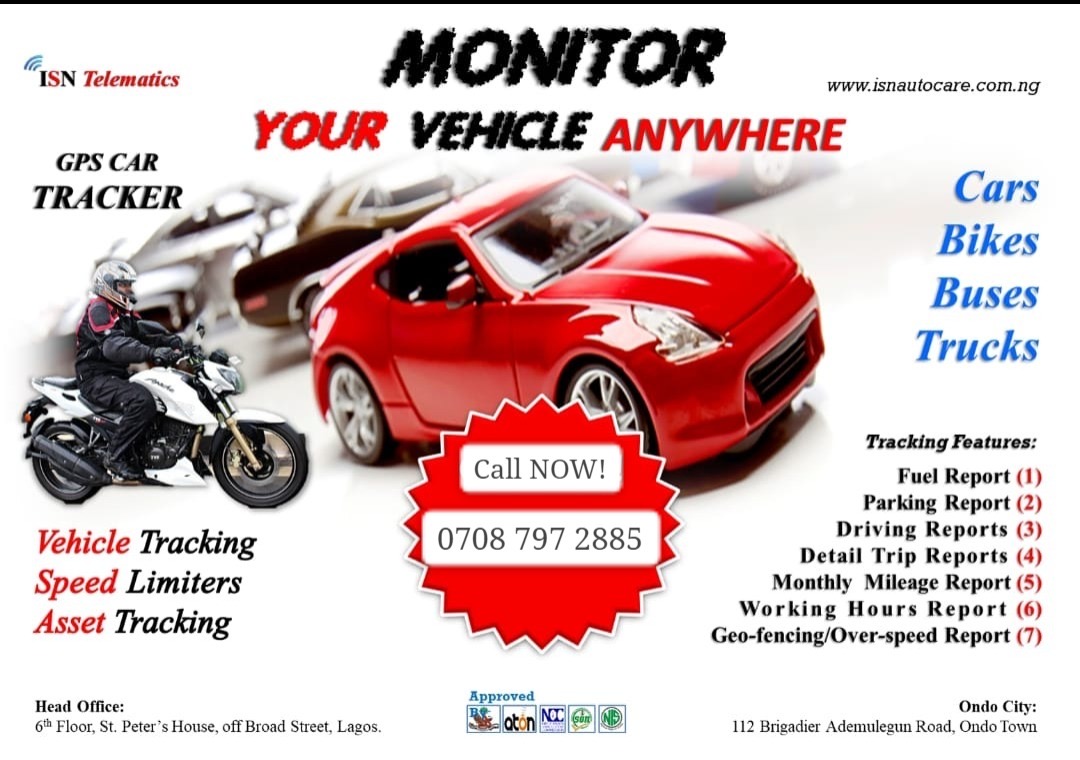 ISN Telematics
MONITOR
www.isnautocare.com.ng
YOUR VEHICLE ANYWHERE
GPS CAR
TRACKER
Cars
Bikes
Buses
Trucks
Call NOW!
0708 797 2885
Tracking Features:
Fuel Report (1)
Parking Report (2)
Driving Reports (3)
Detail Trip Reports (4)
Monthly Mileage Report (5)
Working Hours Report (6)
Geo-fencing/Over-speed Report (7)
Vehicle Tracking
Speed Limiters
Asset Tracking
Head Office:
6th Floor, St. Peter's House, off Broad Street, Lagos.
Approved
aton
NCC
SON
Ondo City:
112 Brigadier Ademulegun Road, Ondo Town